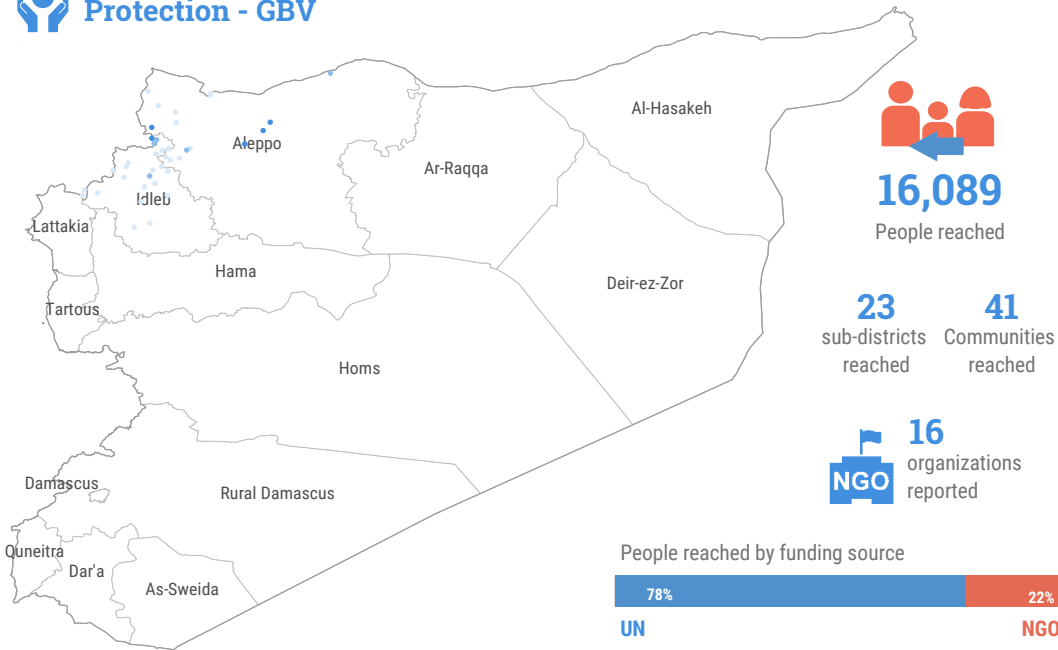 Protection - GBV
Al-Hasakeh
Aleppo
Ar-Raqqa
Idleb
Lattakia
Hama
Deir-ez-Zor
Tartous
Homs
Damascus
Rural Damascus
Quneitra
Dar'a
As-Sweida
16,089
People reached
23
sub-districts
reached
41
Communities
reached
NGO
16
organizations
reported
People reached by funding source
78%
22%
UN
NGO